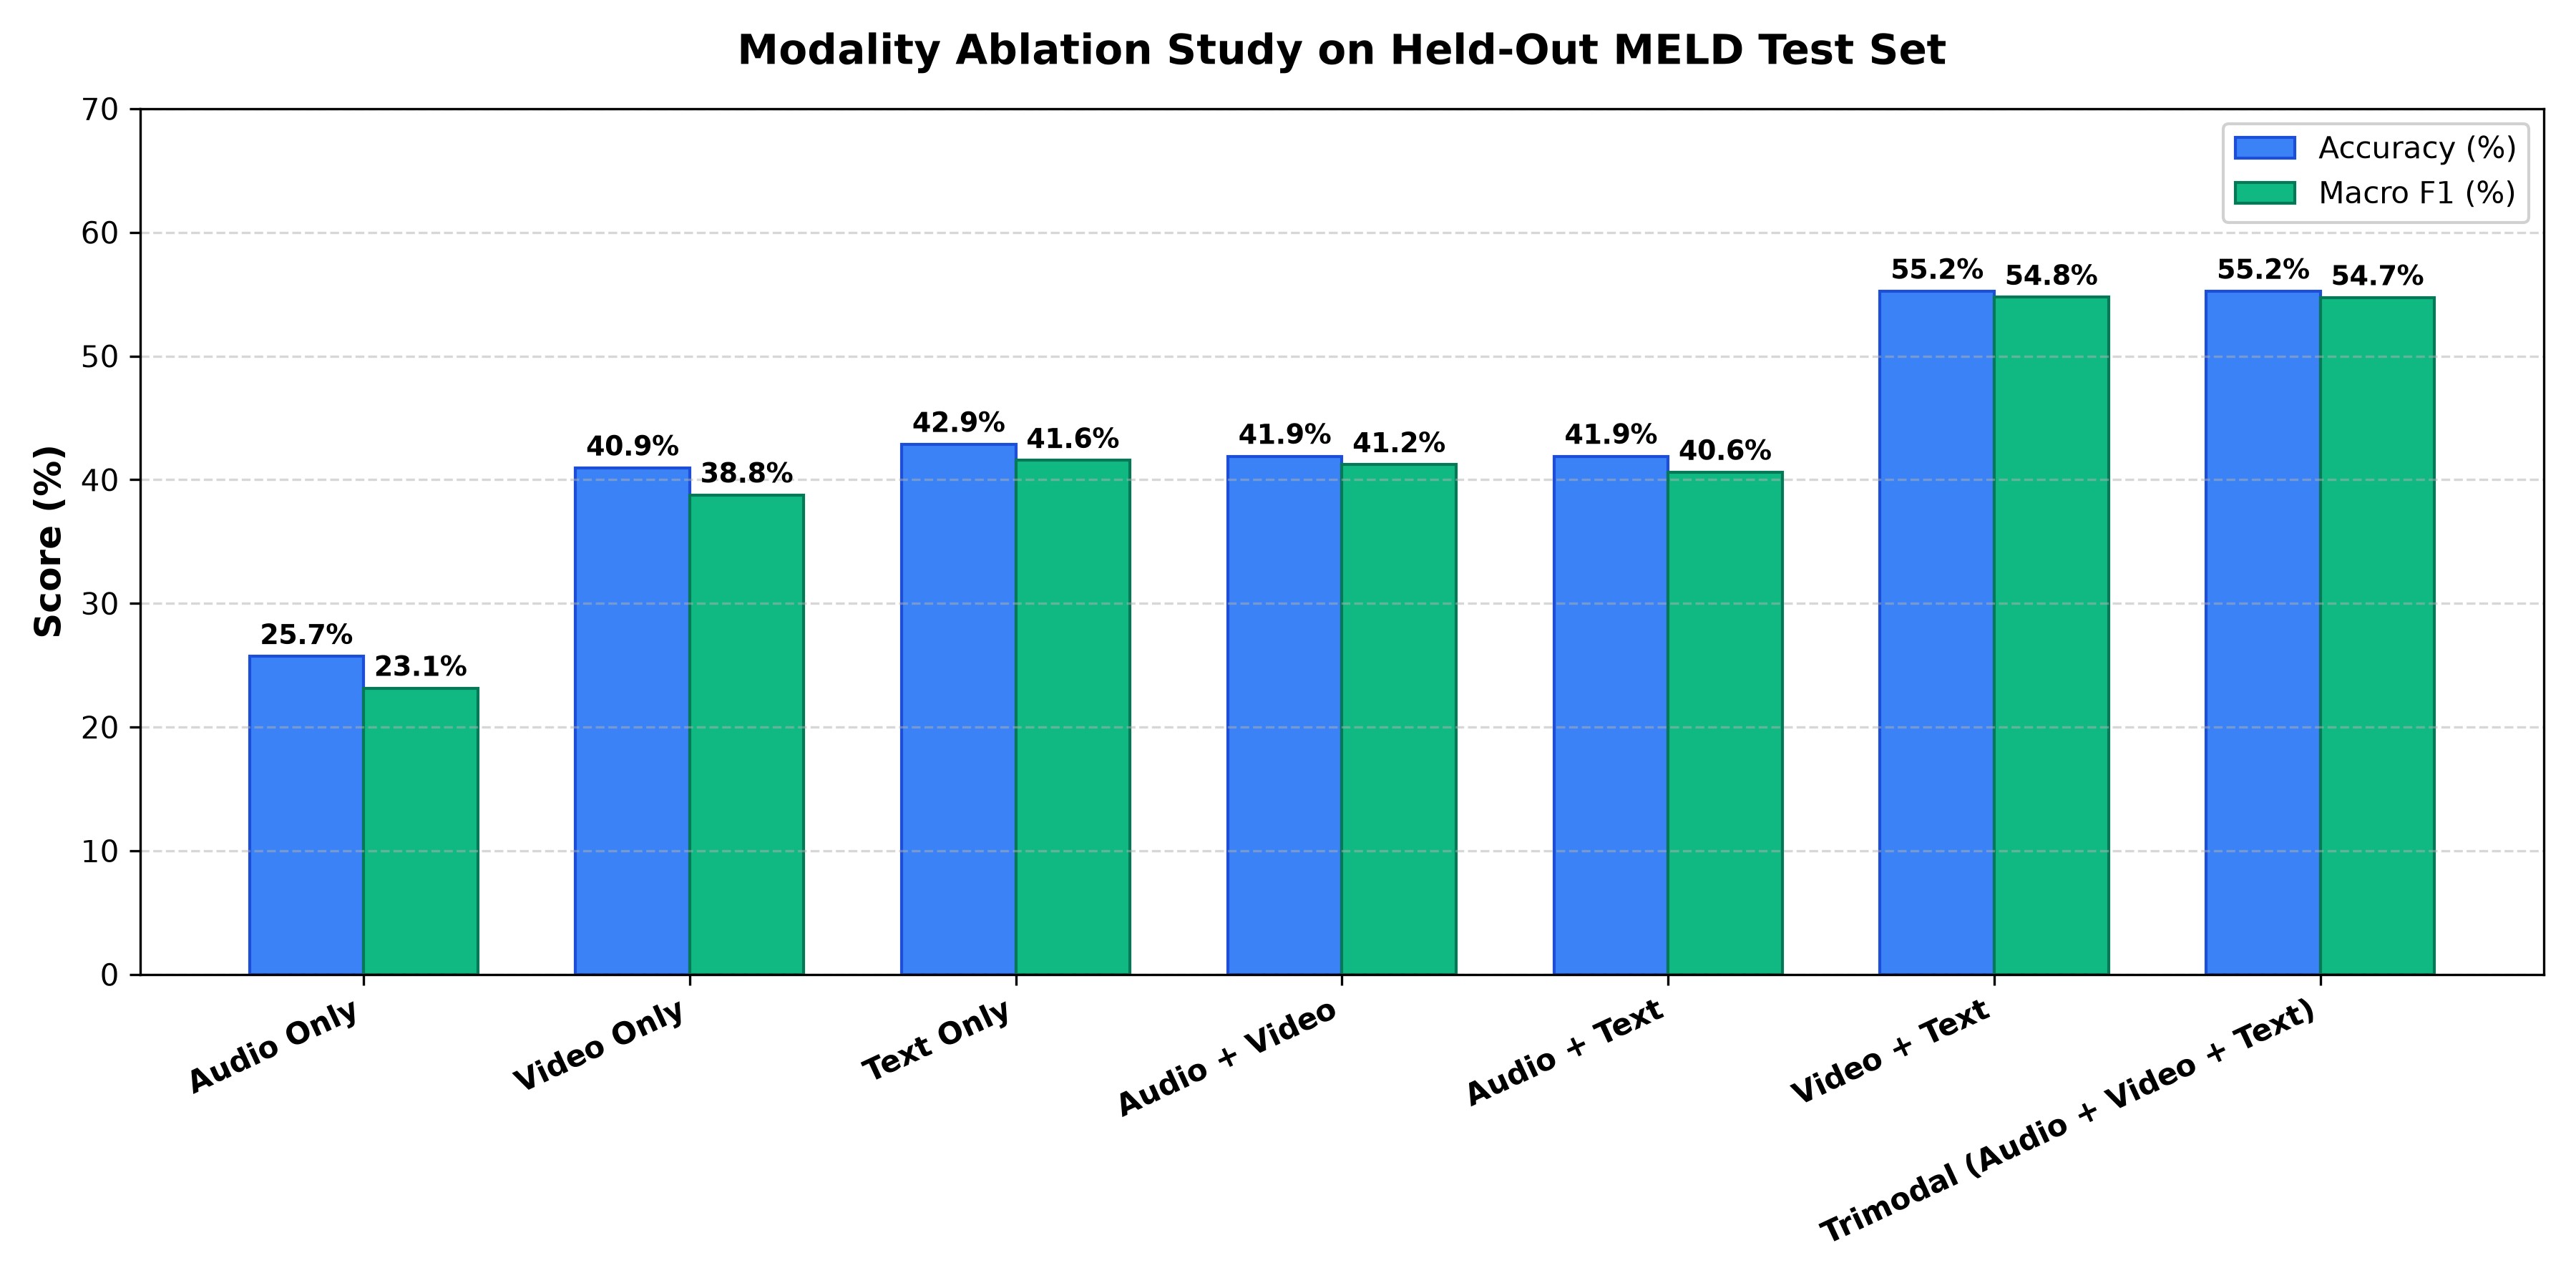 Modality Ablation Study on Held-Out MELD Test Set
Accuracy (%)
Macro F1 (%)
Score (%)
70
60
50
40
30
20
10
0
25.7%
23.1%
40.9%
38.8%
42.9%
41.6%
41.9%
41.2%
41.9%
40.6%
55.2%
54.8%
55.2%
54.7%
Audio Only
Video Only
Text Only
Audio + Video
Audio + Text
Video + Text
Trimodal (Audio + Video + Text)